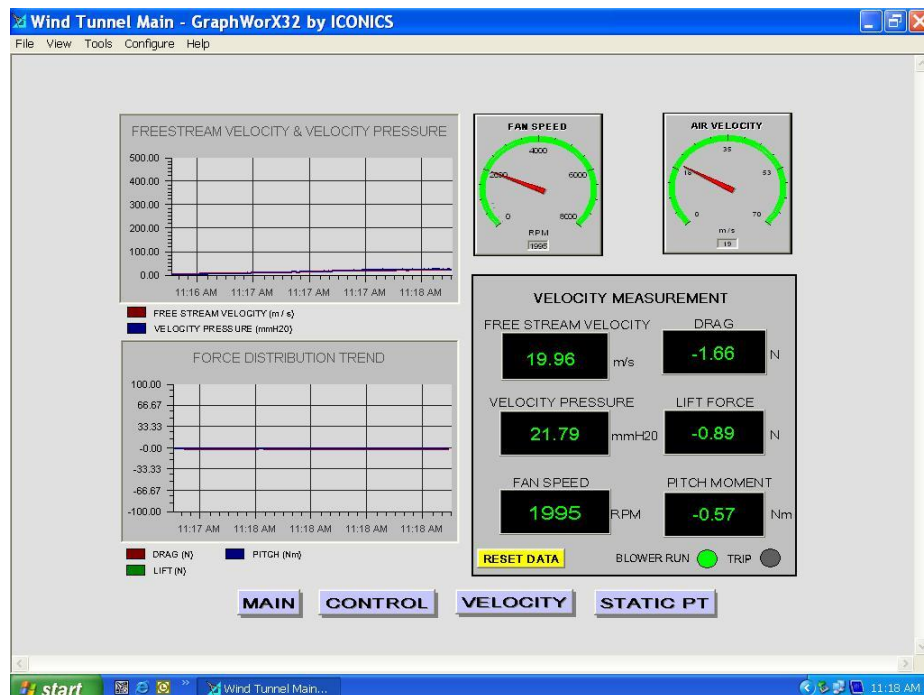 Wind Tunnel Main - GraphWorX32 by ICONICS
File View Tools Configure Help
FREESTREAM VELOCITY & VELOCITY PRESSURE
500.00
400.00
300.00
200.00
100.00
0.00
11:16 AM 11:17 AM 11:17 AM 11:17 AM 11:18 AM
FREE STREAM VELOCITY (m / s)
VELOCITY PRESSURE (mmH20)
FORCE DISTRIBUTION TREND
100.00
66.67
33.33
-0.00
-33.33
-66.67
-100.00
11:17 AM 11:18 AM 11:18 AM 11:18 AM 11:18 AM
DRAG (N) PITCH (Nm)
LIFT (N)
FAN SPEED
4000
2000 6000
0 8000
RPM
1995
AIR VELOCITY
35
18 53
0 70
m/s
19
VELOCITY MEASUREMENT
FREE STREAM VELOCITY DRAG
19.96 m/s -1.66 N
VELOCITY PRESSURE LIFT FORCE
21.79 mmH20 -0.89 N
FAN SPEED PITCH MOMENT
1995 RPM -0.57 Nm
RESET DATA BLOWER RUN TRIP
MAIN CONTROL VELOCITY STATIC PT
start Wind Tunnel Main... 11:18 AM